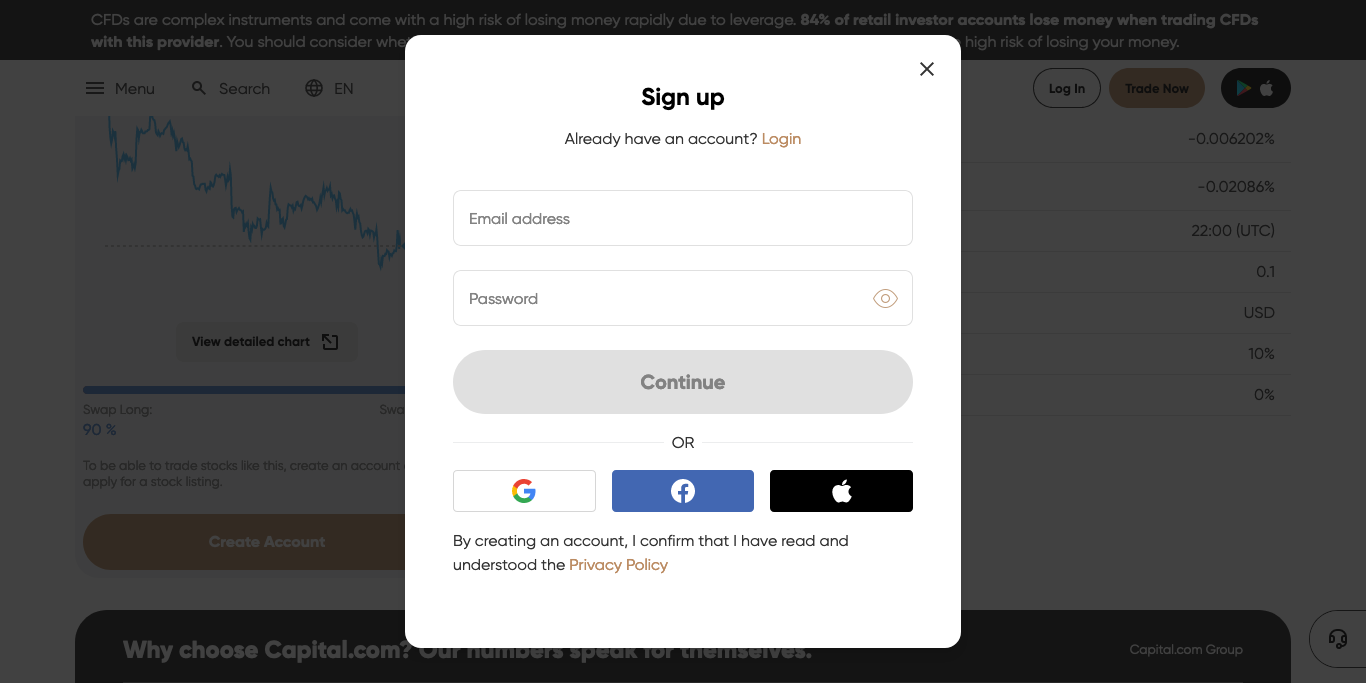 CFDs are complex instruments and come with a high risk of losing money rapidly due to leverage. 84% of retail investor accounts lose money when trading CFDs
with this provider. You should consider high risk of losing your money.
Menu
Search
EN
Log In
Trade Now
Sign up
Already have an account? Login
Email address
Password
Continue
OR
By creating an account, I confirm that I have read and
understood the Privacy Policy
-0.006202%
-0.02086%
22:00 (UTC)
0.1
USD
10%
0%
View detailed chart
Swap Long:
90 %
To be able to trade stocks like this, create an account
apply for a stock listing.
Create Account
Why choose Capital.com? Our numbers speak for themselves.
Capital.com Group